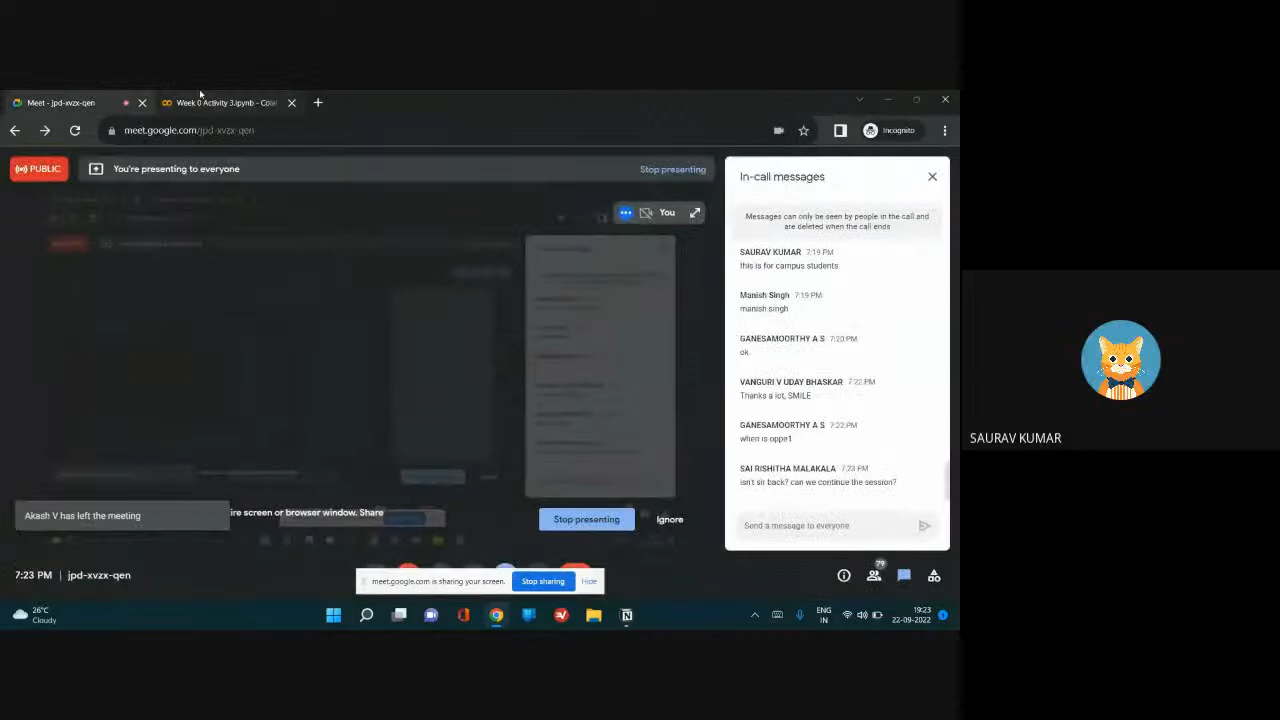 Meet - jpd-xvzx-qen
Week 0 Activity 3.ipynb - Cola
meet.google.com/jpd-xvzx-qen
Incognito
PUBLIC
You're presenting to everyone
Stop presenting
You
In-call messages
Messages can only be seen by people in the call and
are deleted when the call ends
SAURAV KUMAR 7:19 PM
this is for campus students
Manish Singh 7:19 PM
manish singh
GANESAMOORTHY A S 7:20 PM
ok
VANGURI V UDAY BHASKAR 7:22 PM
Thanks a lot, SMILE
GANESAMOORTHY A S 7:22 PM
when is oppe1
SAI RISHITHA MALAKALA 7:23 PM
isn't sir back? can we continue the session?
Send a message to everyone
Akash V has left the meeting
ire screen or browser window. Share
Stop presenting
Ignore
7:23 PM | jpd-xvzx-qen
79
meet.google.com is sharing your screen.
Stop sharing
Hide
26°C
Cloudy
ENG
IN
19:23
22-09-2022
SAURAV KUMAR